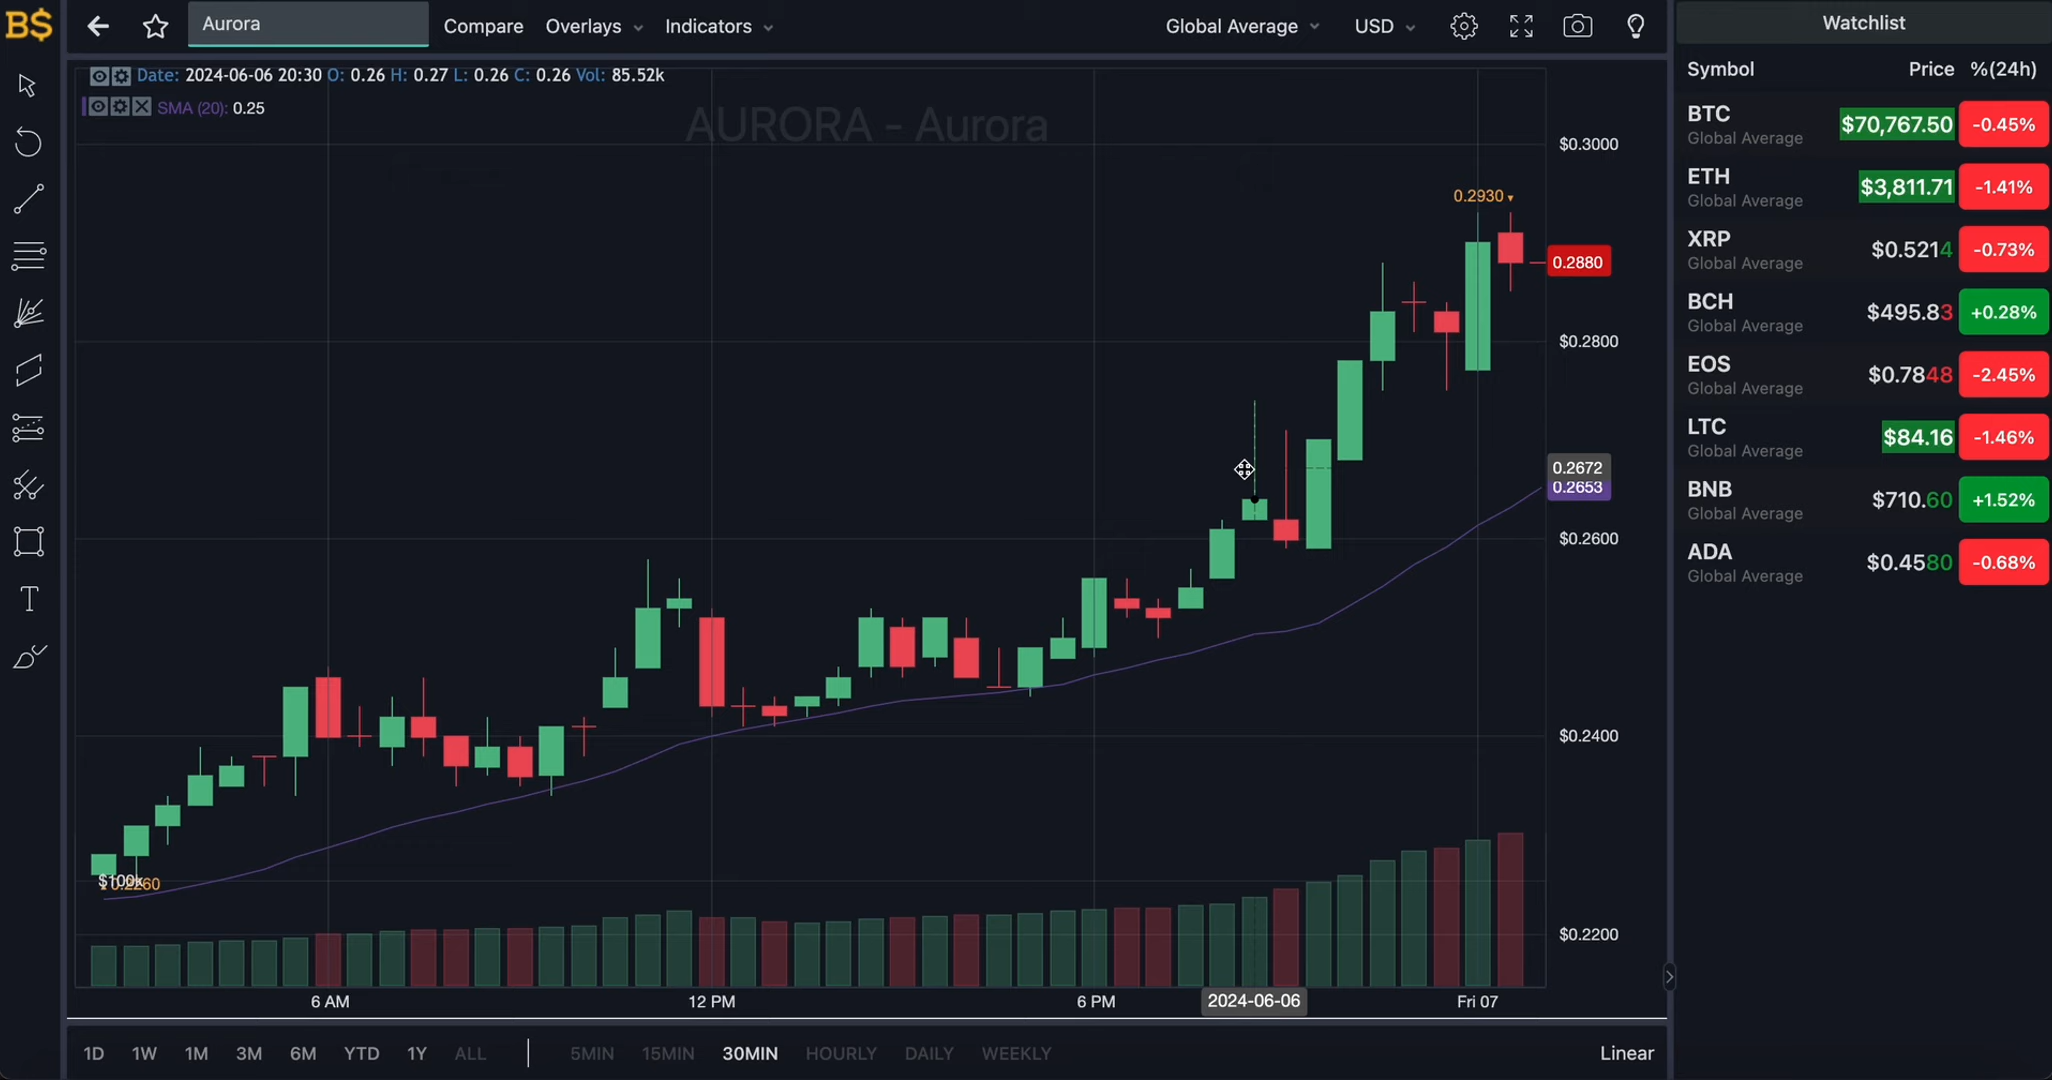 B$
Aurora
Compare
Overlays
Indicators
Global Average
USD
Date: 2024-06-06 20:30 O: 0.26 H: 0.27 L: 0.26 C: 0.26 Vol: 85.52k
SMA (20): 0.25
AURORA - Aurora
$0.3000
0.2930
0.2880
$0.2800
0.2672
0.2653
$0.2600
$0.2400
$100k
0.2260
$0.2200
6 AM
12 PM
6 PM
2024-06-06
Fri 07
1D 1W 1M 3M 6M YTD 1Y ALL
5MIN 15MIN 30MIN HOURLY DAILY WEEKLY
Linear
T
Watchlist
Symbol Price %(24h)
BTC $70,767.50 -0.45%
Global Average
ETH $3,811.71 -1.41%
Global Average
XRP $0.5214 -0.73%
Global Average
BCH $495.83 +0.28%
Global Average
EOS $0.7848 -2.45%
Global Average
LTC $84.16 -1.46%
Global Average
BNB $710.60 +1.52%
Global Average
ADA $0.4580 -0.68%
Global Average